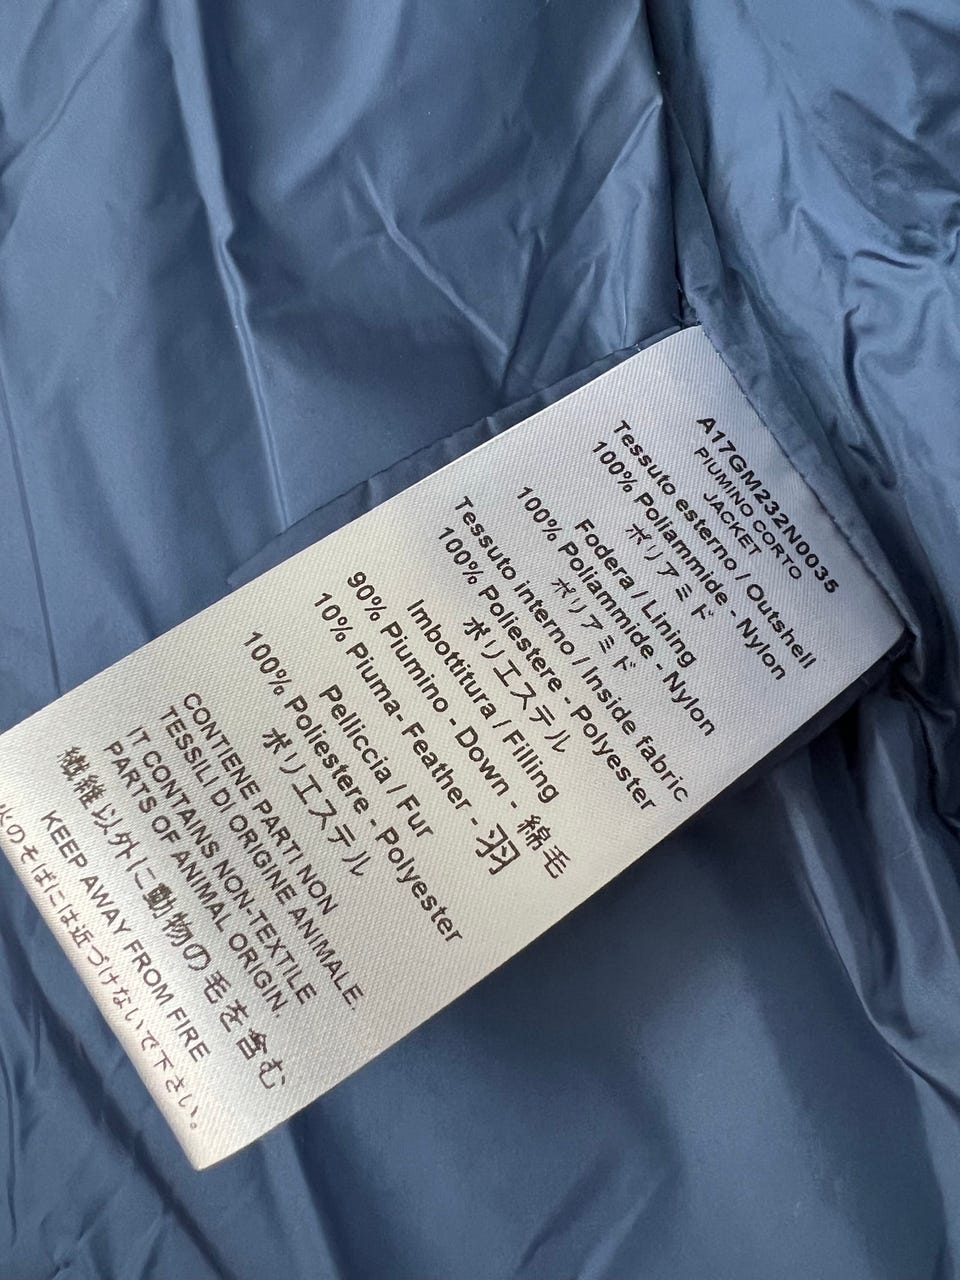 A17GM232N0035
PIUMINO CORTO
JACKET
Tessuto esterno / Outshell
100% Poliammide - Nylon
ポリアミド
Fodera / Lining
100% Poliammide - Nylon
ポリアミド
Tessuto interno / Inside fabric
100% Poliestere - Polyester
ポリエステル
Imbottitura / Filling
90% Piumino - Down - 綿毛
10% Piuma- Feather - 羽
Pelliccia / Fur
100% Poliestere - Polyester
ポリエステル
CONTIENE PARTI NON
TESSILI DI ORIGINE ANIMALE.
IT CONTAINS NON-TEXTILE
PARTS OF ANIMAL ORIGIN.
繊維以外に動物の毛を含む
KEEP AWAY FROM FIRE
火のそばには近づけないで下さい。